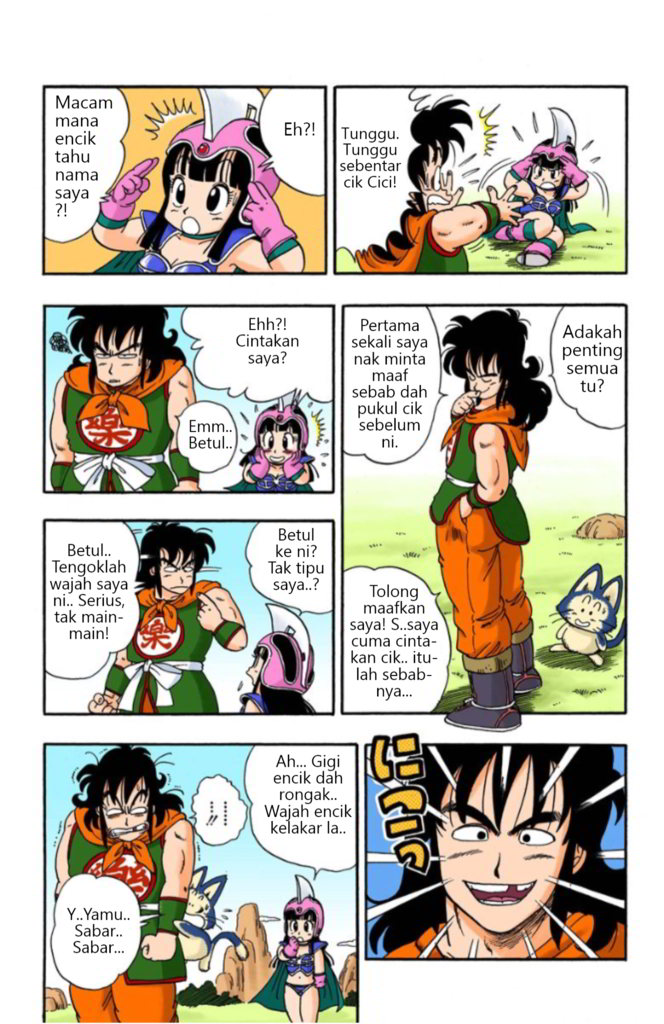 Tunggu.
Tunggu
sebentar
cik Cici!
Eh?!
Macam
mana
encik
tahu
nama
saya
?!
Adakah
penting
semua
tu?
Pertama
sekali saya
nak minta
maaf
sebab dah
pukul cik
sebelum
ni.
Tolong
maafkan
saya! S..saya
cuma cinta-
kan cik.. itu-
lah sebab-
nya...
Ehh?!
Cintakan
saya?
Emm..
Betul..
樂
Betul
ke ni?
Tak tipu
saya..?
Betul..
Tengoklah
wajah saya
ni.. Serius,
tak main-
main!
樂
にこっ
Ah... Gigi
encik dah
rongak..
Wajah encik
kelakar la..
Y..Yamu..
Sabar..
Sabar...